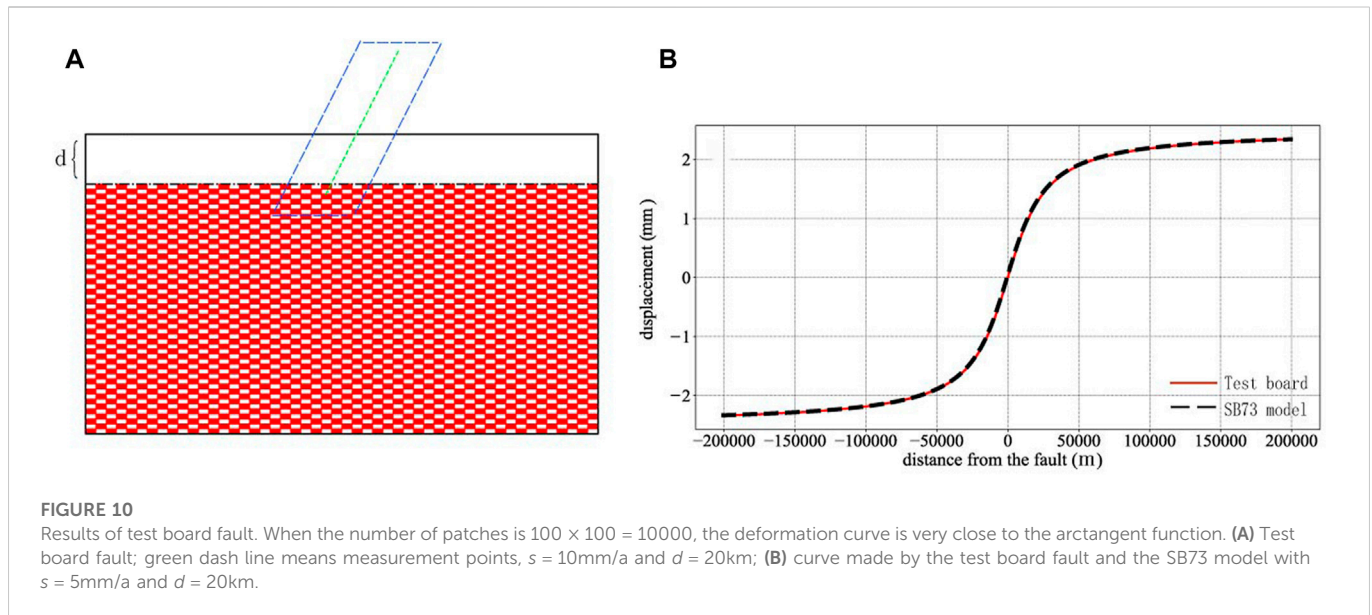 A
d
B
displacement (mm)
2
1
0
−1
−2
Test board
SB73 model
−200000 −150000 −100000 −50000 0 50000 100000 150000 200000
distance from the fault (m)
FIGURE 10
Results of test board fault. When the number of patches is 100 × 100 = 10000, the deformation curve is very close to the arctangent function. (A) Test
board fault; green dash line means measurement points, s = 10mm/a and d = 20km; (B) curve made by the test board fault and the SB73 model with
s = 5mm/a and d = 20km.